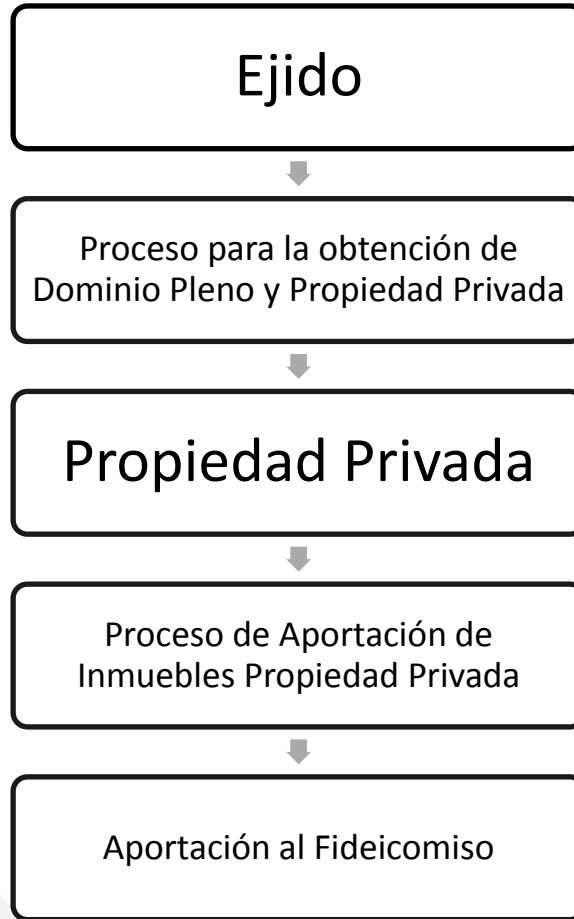 Ejido
Proceso para la obtención de
Dominio Pleno y Propiedad Privada
Propiedad Privada
Proceso de Aportación de
Inmuebles Propiedad Privada
Aportación al Fideicomiso